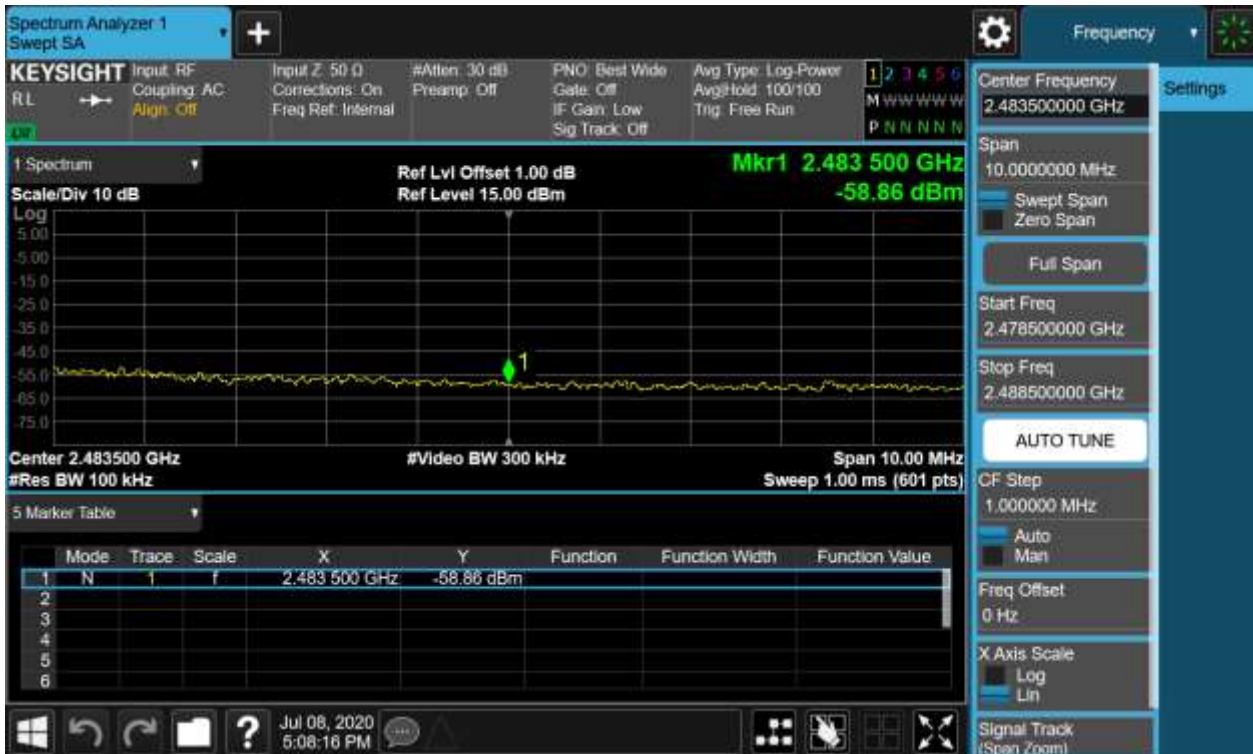 Spectrum Analyzer 1
Swept SA
+
Frequency
KEYSIGHT
RL
Input: RF
Coupling: AC
Align: Off
Input Z: 50 Ω
Corrections: On
Freq Ref: Internal
#Atten: 30 dB
Preamp: Off
PNO: Best Wide
Gate: Off
IF Gain: Low
Sig Track: Off
Avg Type: Log-Power
Avg|Hold: 100/100
Trig: Free Run
1 2 3 4 5 6
M W W W W W
P N N N N N
1 Spectrum
Scale/Div 10 dB
Ref Lvl Offset 1.00 dB
Ref Level 15.00 dBm
Mkr1 2.483 500 GHz
-58.86 dBm
Log
5.00
-5.00
-15.0
-25.0
-35.0
-45.0
-55.0
-65.0
-75.0
1
Center 2.483500 GHz
#Res BW 100 kHz
#Video BW 300 kHz
Span 10.00 MHz
Sweep 1.00 ms (601 pts)
5 Marker Table
Mode Trace Scale X Y Function Function Width Function Value
1 N 1 f 2.483 500 GHz -58.86 dBm
2
3
4
5
6
?
Jul 08, 2020
5:08:16 PM
Center Frequency
2.483500000 GHz
Settings
Span
10.0000000 MHz
Swept Span
Zero Span
Full Span
Start Freq
2.478500000 GHz
Stop Freq
2.488500000 GHz
AUTO TUNE
CF Step
1.000000 MHz
Auto
Man
Freq Offset
0 Hz
X Axis Scale
Log
Lin
Signal Track
(Span Zoom)